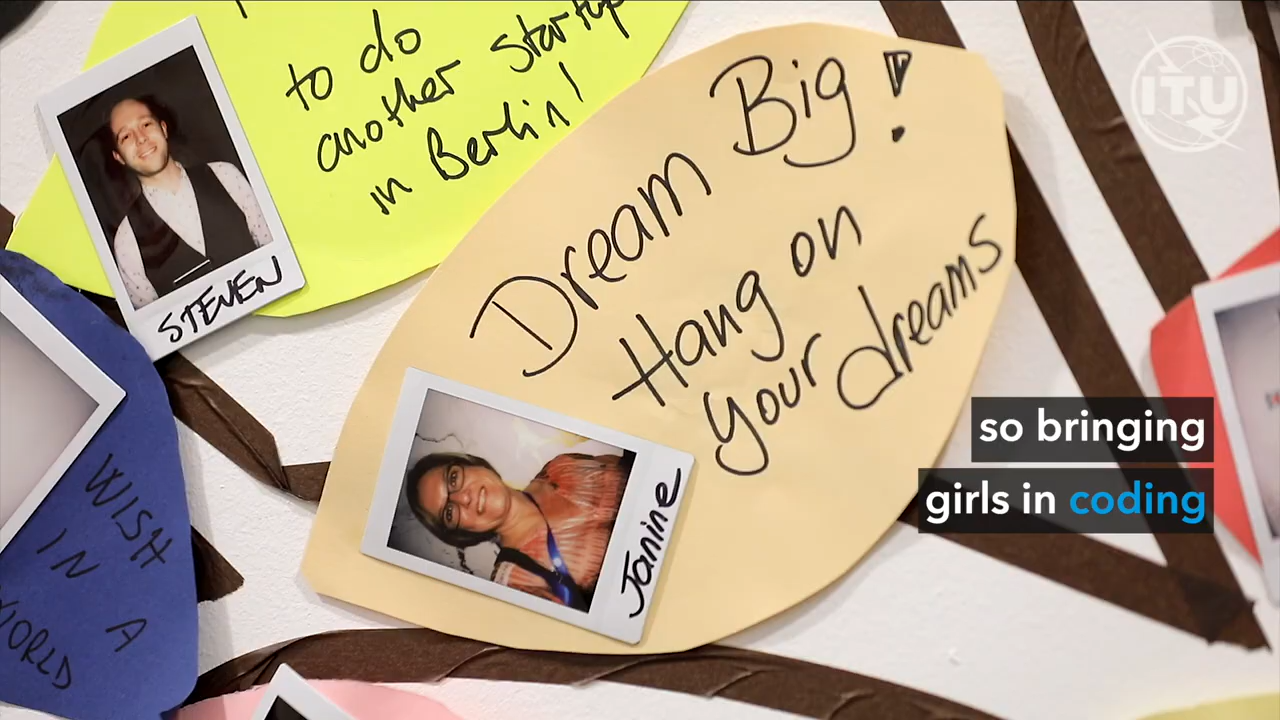 to do
another startup
in Berlin!
STEVEN
Dream Big!
Hang on
your dreams
Janine
WISH
IN A
WORLD
ITU
so bringing
girls in coding